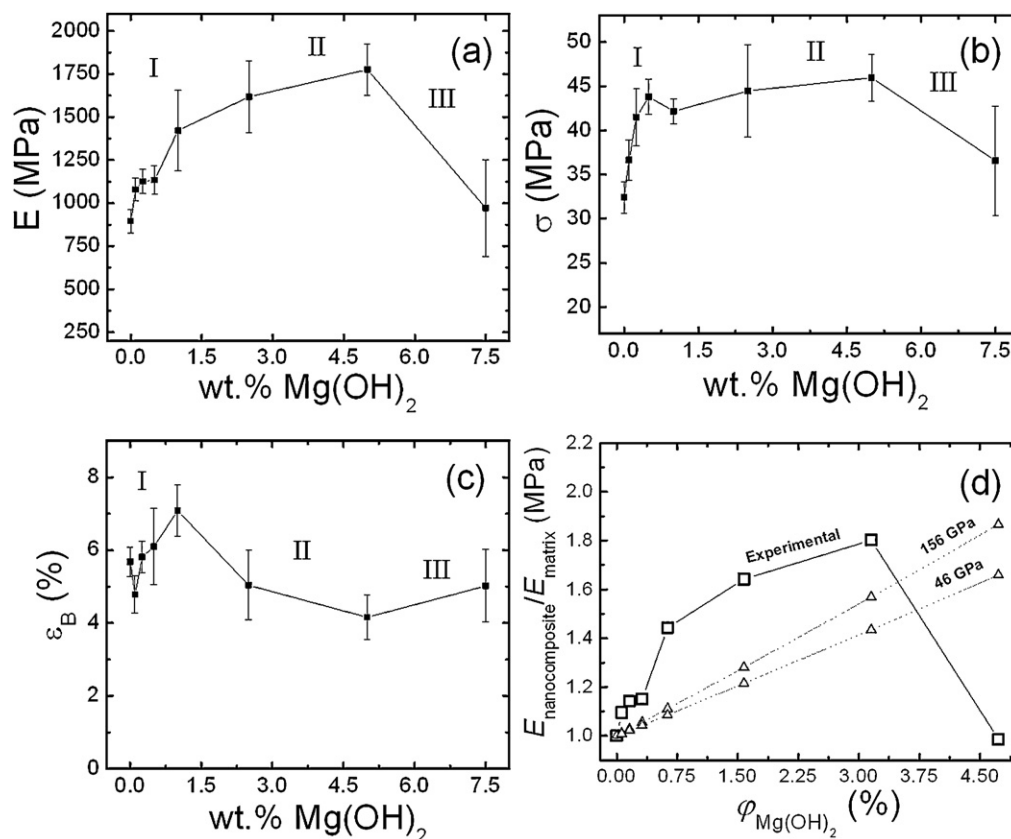 (a)
I
II
III
E (MPa)
2000
1750
1500
1250
1000
750
500
250
0.0 1.5 3.0 4.5 6.0 7.5
wt.% Mg(OH)₂
(b)
I
II
III
σ (MPa)
50
45
40
35
30
25
20
0.0 1.5 3.0 4.5 6.0 7.5
wt.% Mg(OH)₂
(c)
I
II
III
ε_B (%)
8
6
4
2
0
0.0 1.5 3.0 4.5 6.0 7.5
wt.% Mg(OH)₂
(d)
Experimental
156 GPa
46 GPa
E_nanocomposite/E_matrix (MPa)
2.2
2.0
1.8
1.6
1.4
1.2
1.0
0.00 0.75 1.50 2.25 3.00 3.75 4.50
φ_Mg(OH)₂ (%)